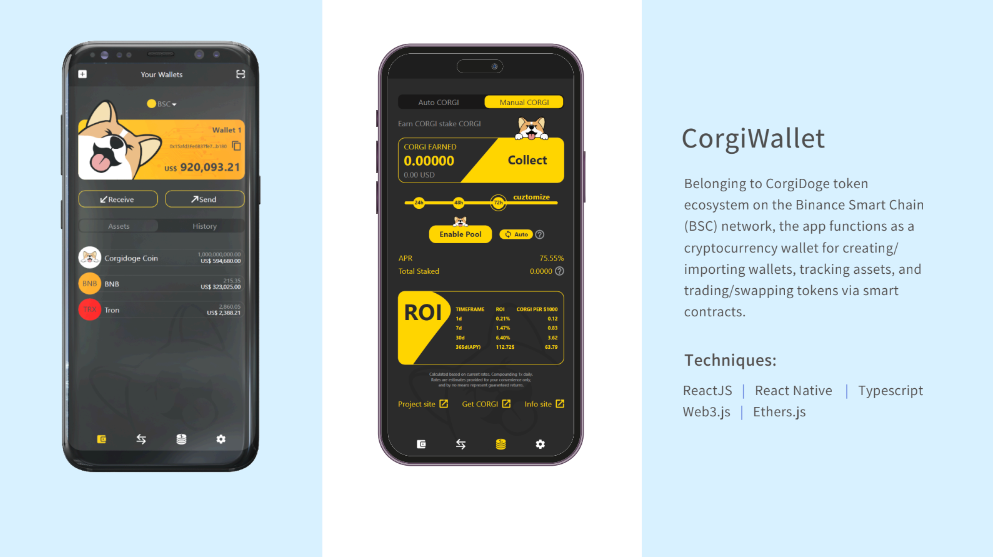 Your Wallets
BSC
Wallet 1
US$ 920,093.21
Receive
Send
Assets
History
Corgidoge Coin
1,000,000,000.00
US$ 594,680.00
BNB
BNB
215.35
US$ 323,025.00
Tron
2,860.05
US$ 2,388.21
Auto CORGI
Manual CORGI
Earn CORGI stake CORGI
CORGI EARNED
0.00000
0.00 USD
Collect
24h
48h
72h
cuztomize
Enable Pool
Auto
APR
75.55%
Total Staked
0.0000
ROI
TIMEFRAME ROI CORGI PER $1000
1d 0.21% 0.12
7d 1.47% 0.83
30d 6.40% 3.62
365d(APY) 112.725 63.79
Calculated based on current rates. Compounding 1x daily.
Rates are estimates provided for your convenience only,
and by no means represent guaranteed returns.
Project site
Get CORGI
Info site
CorgiWallet
Belonging to CorgiDoge token
ecosystem on the Binance Smart Chain
(BSC) network, the app functions as a
cryptocurrency wallet for creating/
importing wallets, tracking assets, and
trading/swapping tokens via smart
contracts.
Techniques:
ReactJS | React Native | Typescript
Web3.js | Ethers.js